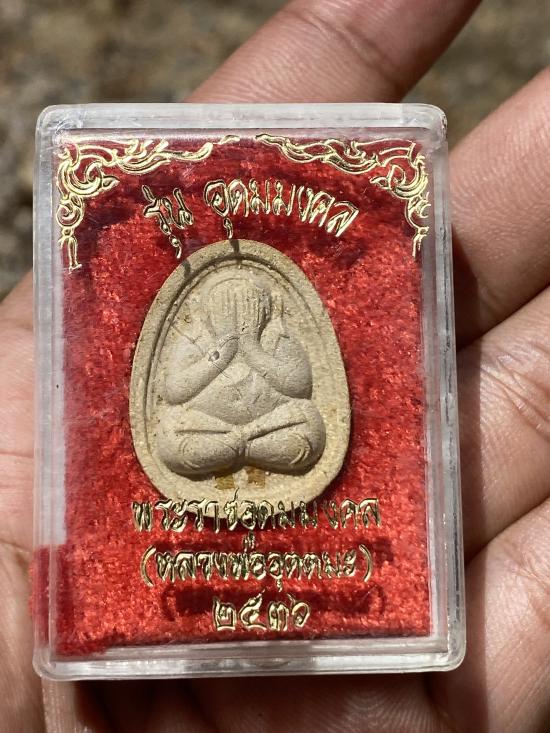 รุ่น อุดมมงคล
พระราชอุดมมงคล
(หลวงพ่ออุตตมะ)
๒๕๓๖